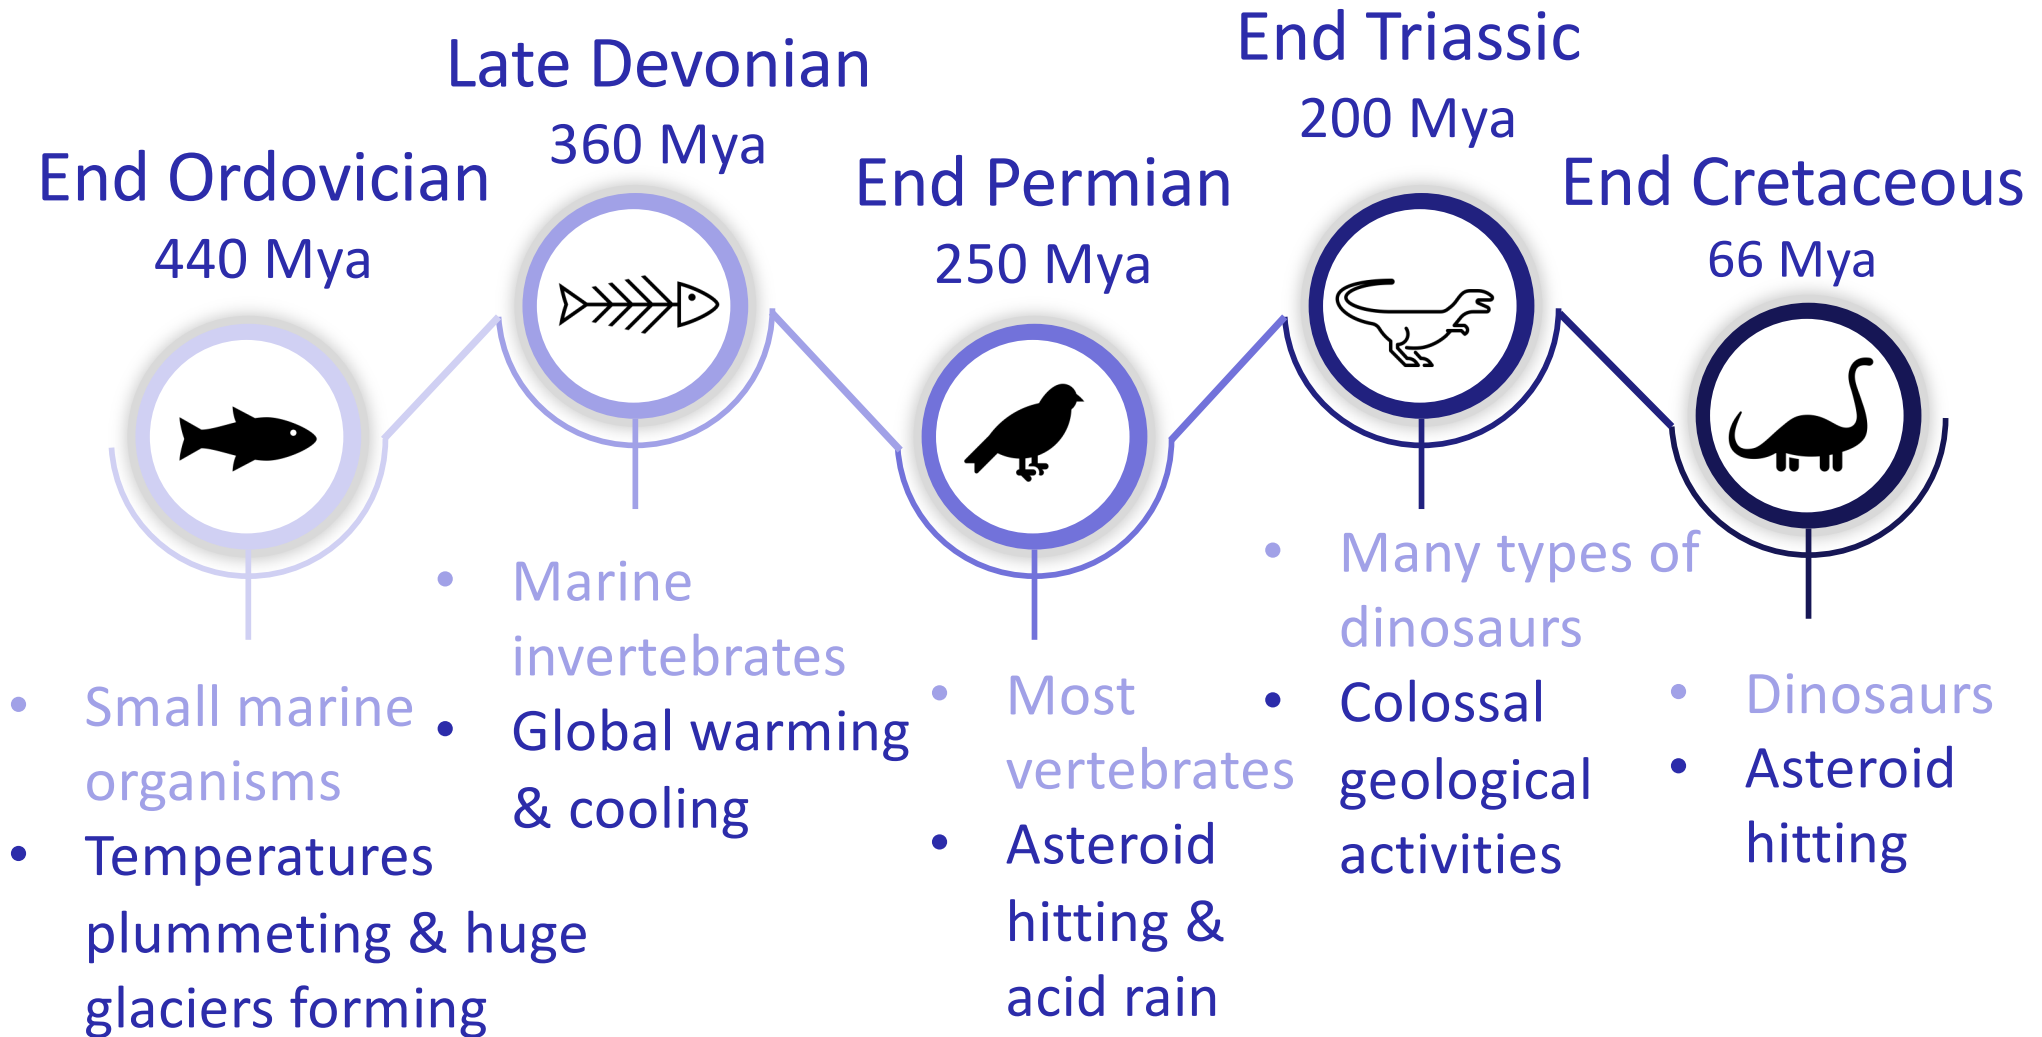 End Ordovician
440 Mya
• Small marine
organisms
• Temperatures
plummeting & huge
glaciers forming
Late Devonian
360 Mya
• Marine
invertebrates
• Global warming
& cooling
End Permian
250 Mya
• Most
vertebrates
• Asteroid
hitting &
acid rain
End Triassic
200 Mya
• Many types of
dinosaurs
• Colossal
geological
activities
End Cretaceous
66 Mya
• Dinosaurs
• Asteroid
hitting